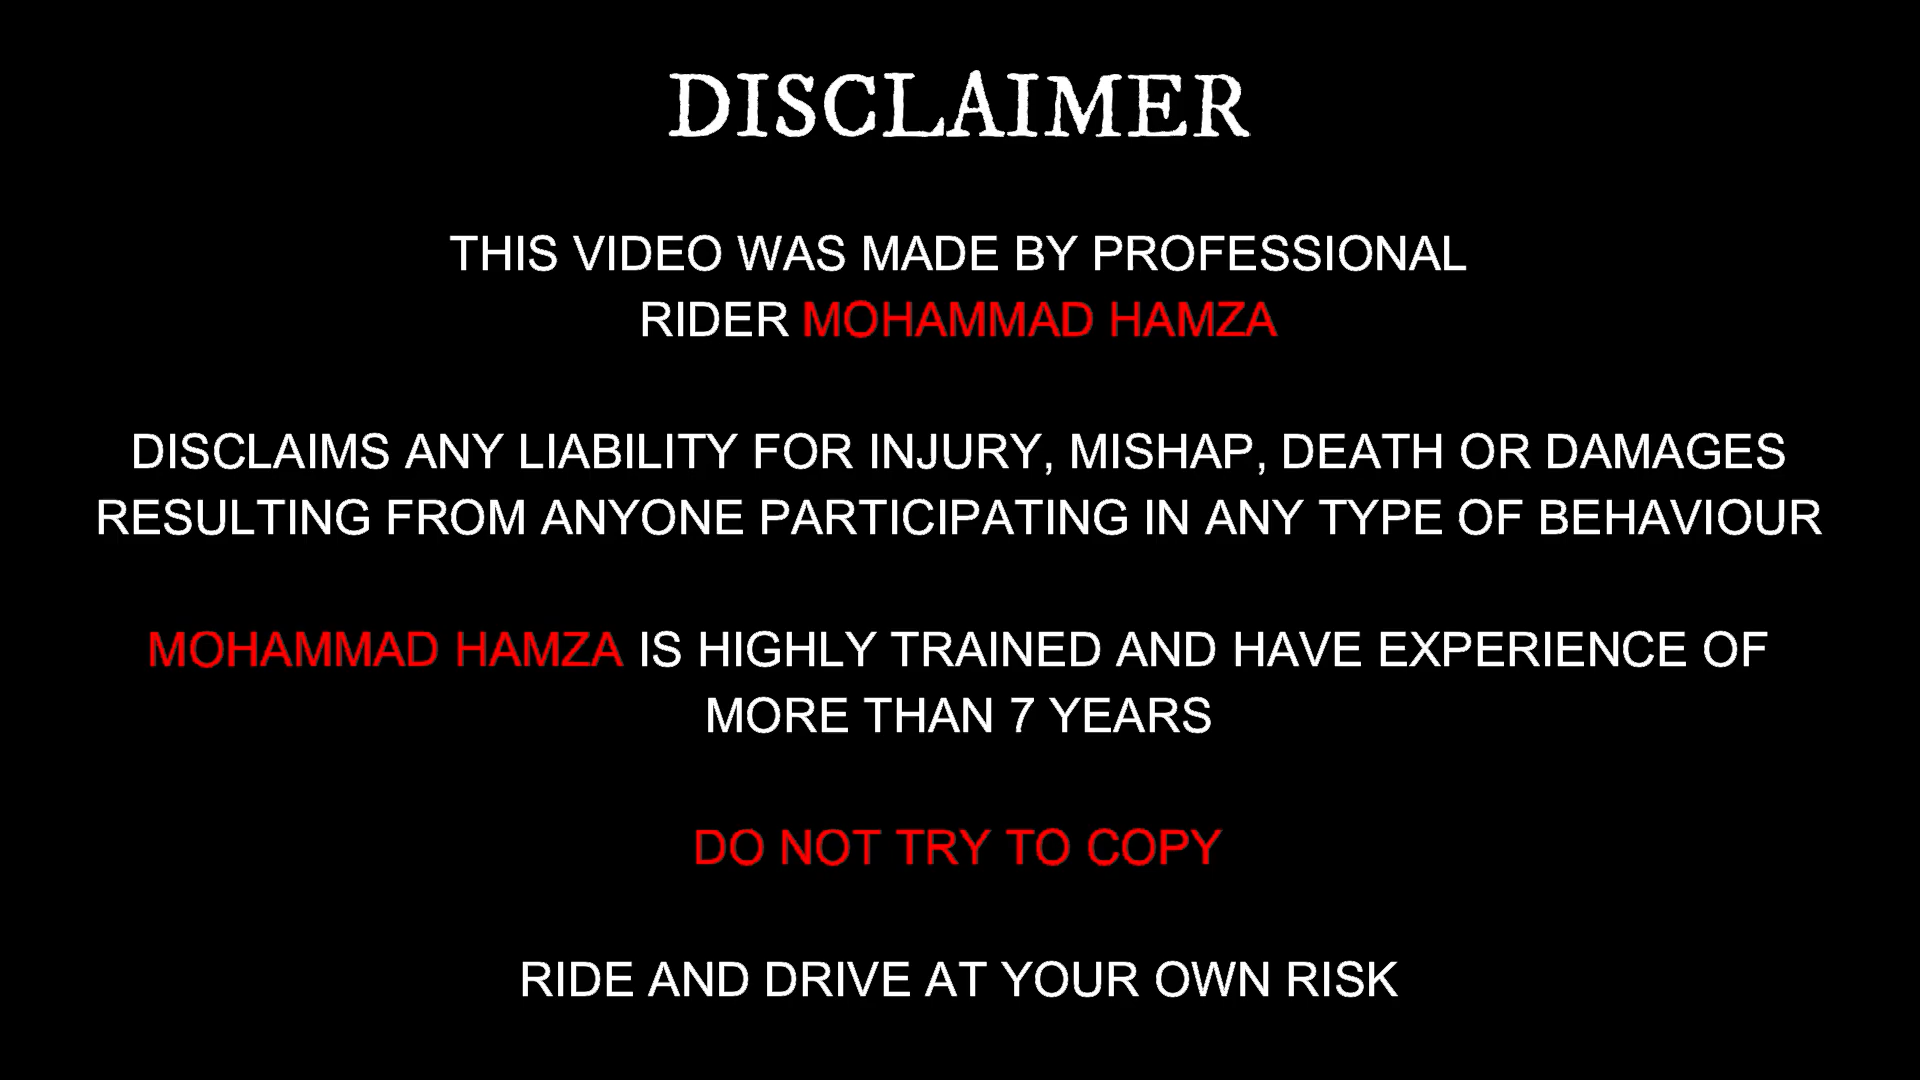 DISCLAIMER
THIS VIDEO WAS MADE BY PROFESSIONAL
RIDER MOHAMMAD HAMZA
DISCLAIMS ANY LIABILITY FOR INJURY, MISHAP, DEATH OR DAMAGES
RESULTING FROM ANYONE PARTICIPATING IN ANY TYPE OF BEHAVIOUR
MOHAMMAD HAMZA IS HIGHLY TRAINED AND HAVE EXPERIENCE OF
MORE THAN 7 YEARS
DO NOT TRY TO COPY
RIDE AND DRIVE AT YOUR OWN RISK